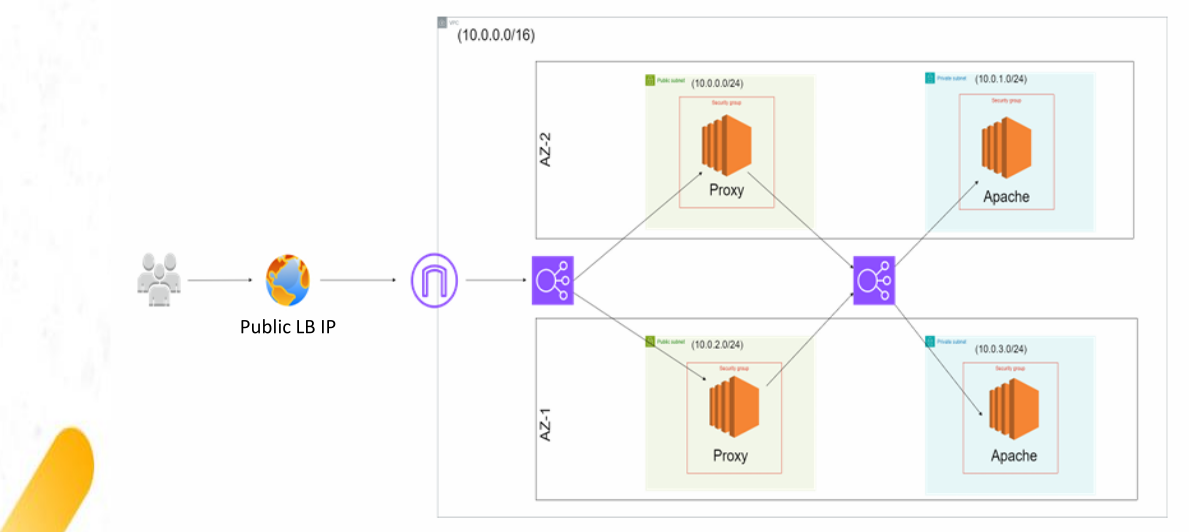 VPC
(10.0.0.0/16)
AZ-2
Public subnet (10.0.0.0/24)
Security group
Proxy
Private subnet (10.0.1.0/24)
Security group
Apache
Public LB IP
AZ-1
Public subnet (10.0.2.0/24)
Security group
Proxy
Private subnet (10.0.3.0/24)
Security group
Apache